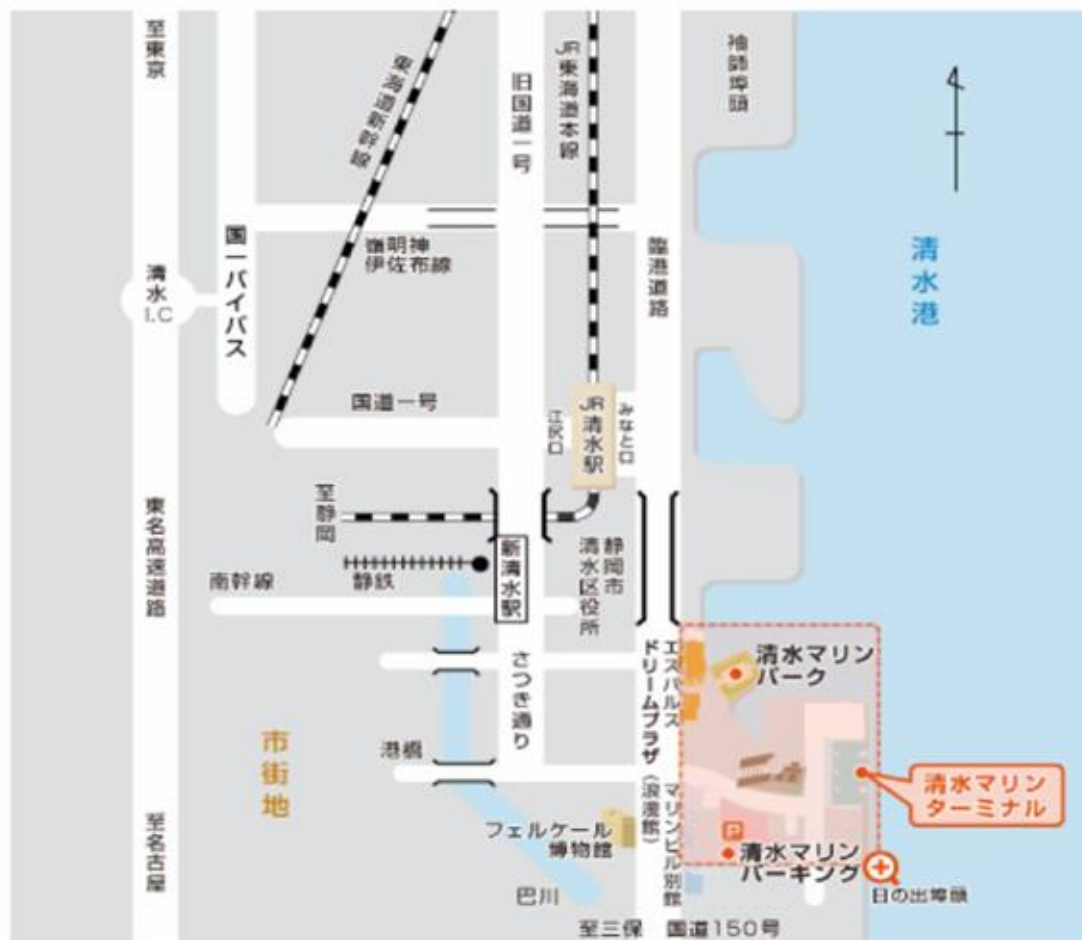 至東京
東海道新幹線
旧国道一号
JR東海道本線
袖師埠頭
国一バイパス
嶺明神
伊佐布線
臨港道路
清水港
清水
I.C
国道一号
江尻口
JR清水駅
みなと口
東名高速道路
至静岡
静鉄
新清水駅
静岡市
清水区役所
南幹線
さつき通り
エスパルス
ドリームプラザ
清水マリン
パーク
市街地
港橋
清水マリン
ターミナル
フェルケール
博物館
マリンビル別館
(浪漫館)
P
清水マリン
パーキング
日の出埠頭
至名古屋
巴川
至三保 国道150号